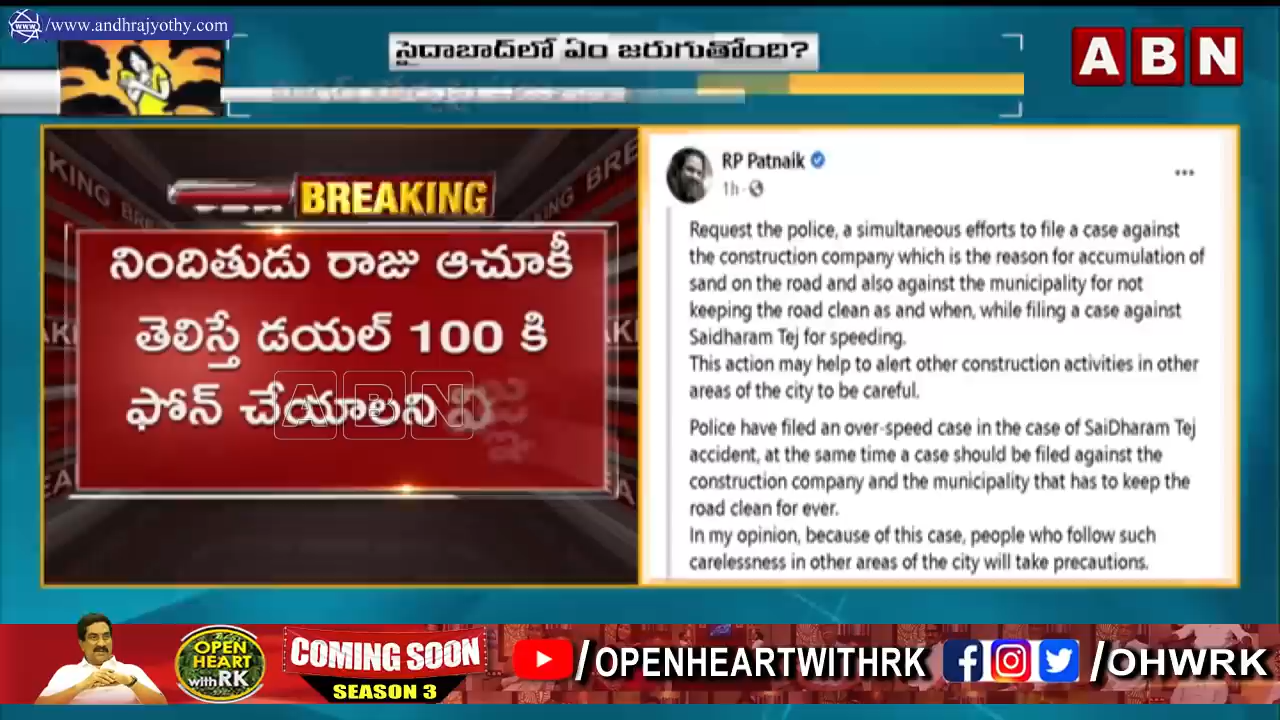 /www.andhrajyothy.com
సైదాబాద్‌లో ఏం జరుగుతోంది?
ABN
BREAKING
నిందితుడు రాజు ఆచూకీ
తెలిస్తే డయల్ 100 కి
ఫోన్ చేయాలని
ABN
RP Patnaik
1h
Request the police, a simultaneous efforts to file a case against
the construction company which is the reason for accumulation of
sand on the road and also against the municipality for not
keeping the road clean as and when, while filing a case against
Saidharam Tej for speeding.
This action may help to alert other construction activities in other
areas of the city to be careful.
Police have filed an over-speed case in the case of SaiDharam Tej
accident, at the same time a case should be filed against the
construction company and the municipality that has to keep the
road clean for ever.
In my opinion, because of this case, people who follow such
carelessness in other areas of the city will take precautions.
OPEN
HEART
with RK
COMING SOON
SEASON 3
/OPENHEARTWITHRK
/OHWRK